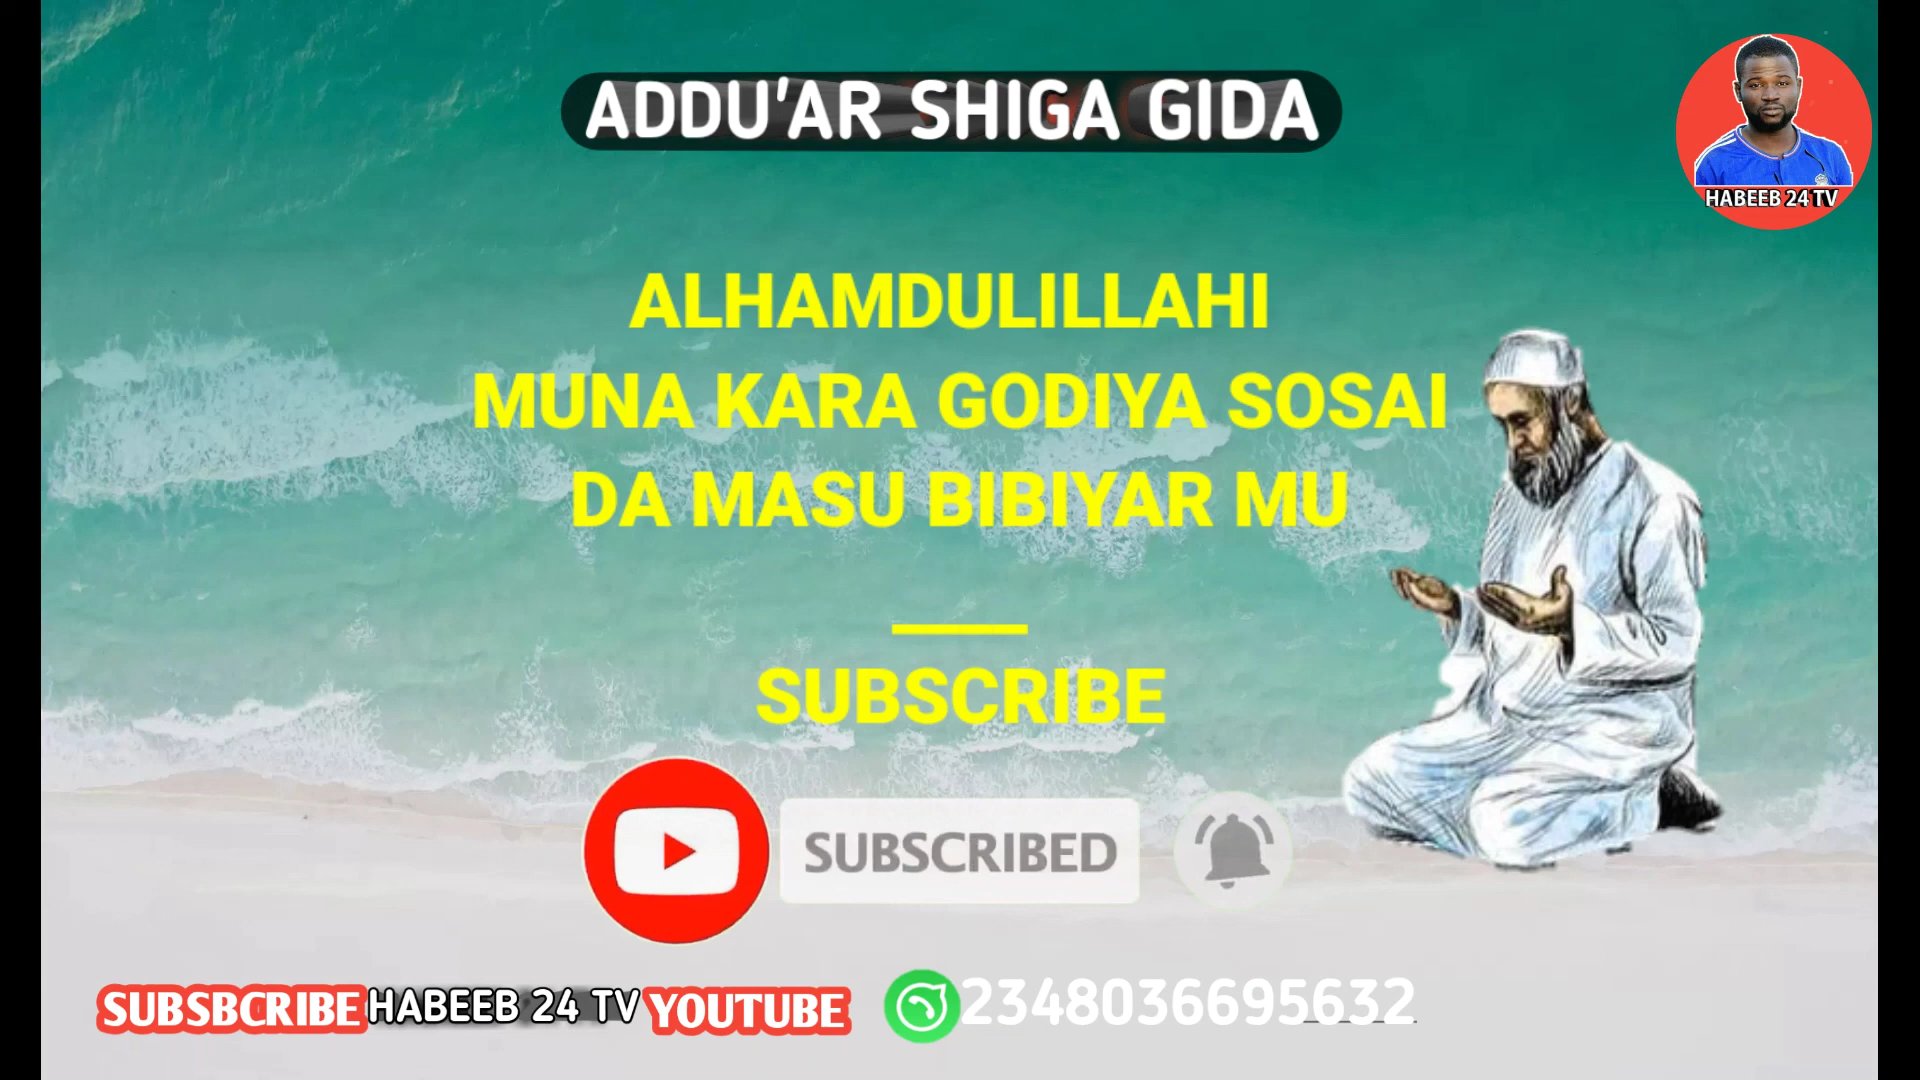 ADDU'AR SHIGA GIDA
HABEEB 24 TV
ALHAMDULILLAHI
MUNA KARA GODIYA SOSAI
DA MASU BIBIYAR MU
SUBSCRIBE
SUBSCRIBED
SUBSBCRIBE HABEEB 24 TV YOUTUBE 2348036695632